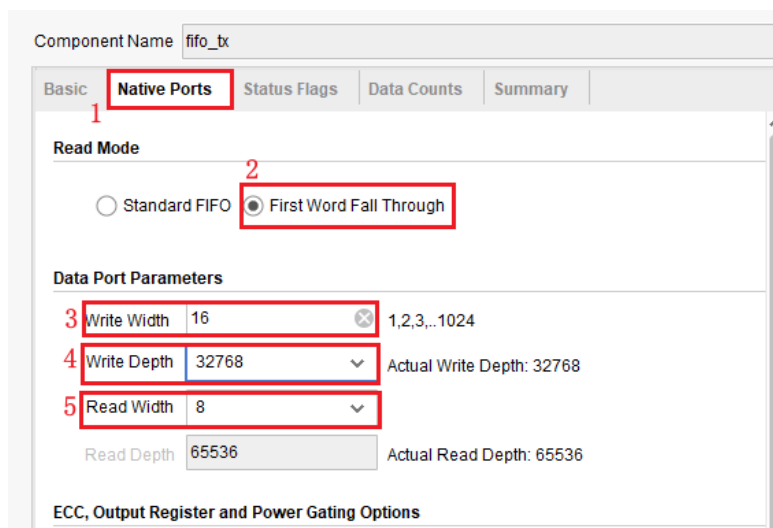 Component Name fifo_tx
Basic Native Ports Status Flags Data Counts Summary
1
Read Mode
2
Standard FIFO First Word Fall Through
Data Port Parameters
3 Write Width 16 1,2,3,..1024
4 Write Depth 32768 Actual Write Depth: 32768
5 Read Width 8
Read Depth 65536 Actual Read Depth: 65536
ECC, Output Register and Power Gating Options